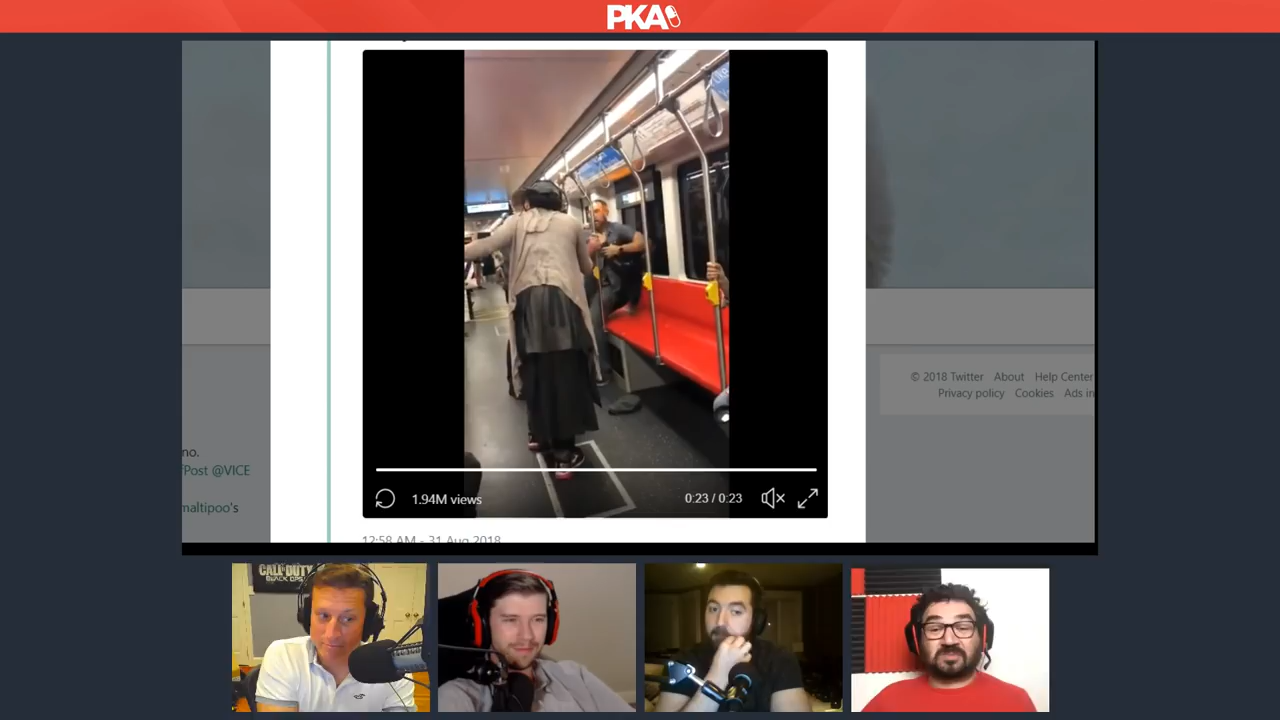 PKA
1.94M views
0:23 / 0:23
12:58 AM - 31 Aug 2018
© 2018 Twitter About Help Center
Privacy policy Cookies Ads in
no.
fPost @VICE
maltipoo's
CALL OF DUTY
BLACK OPS